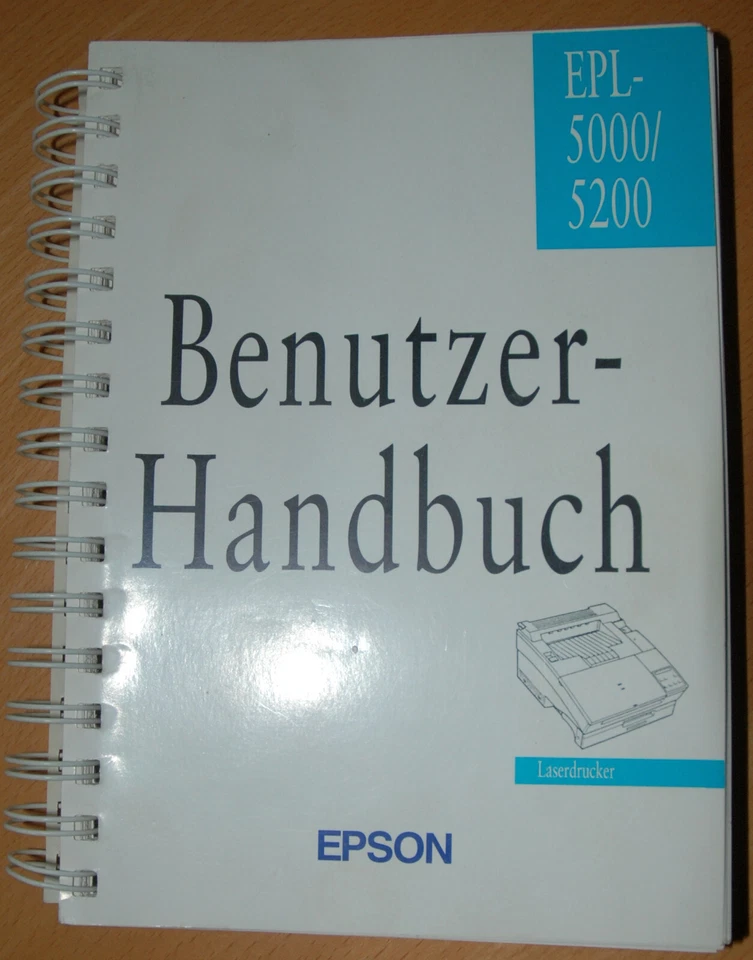 EPL-
5000/
5200
Benutzer-
Handbuch
Laserdrucker
EPSON